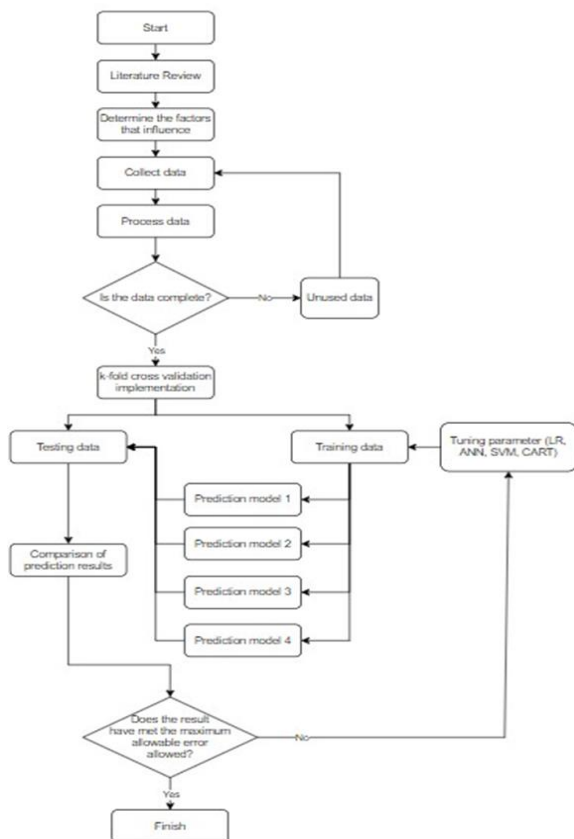 Start
Literature Review
Determine the factors
that influence
Collect data
Process data
Is the data complete?
No
Unused data
Yes
k-fold cross validation
implementation
Testing data
Training data
Tuning parameter (LR,
ANN, SVM, CART)
Prediction model 1
Prediction model 2
Comparison of
prediction results
Prediction model 3
Prediction model 4
Does the result
have met the maximum
allowable error
allowed?
No
Yes
Finish